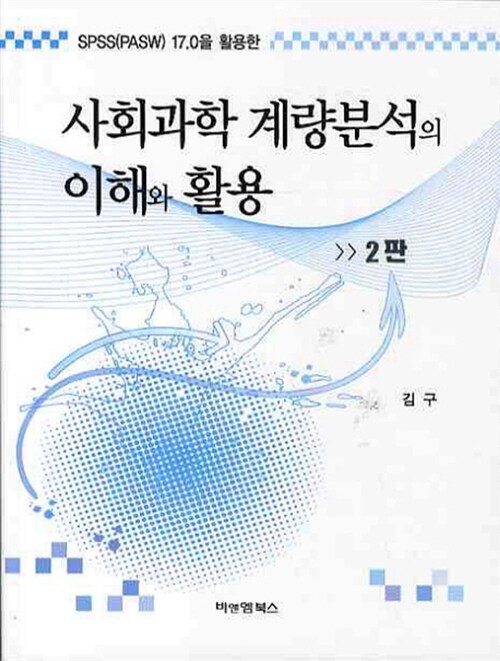 SPSS(PASW) 17.0을 활용한
사회과학 계량분석의
이해와 활용
>> 2판
김 구
비앤엠북스